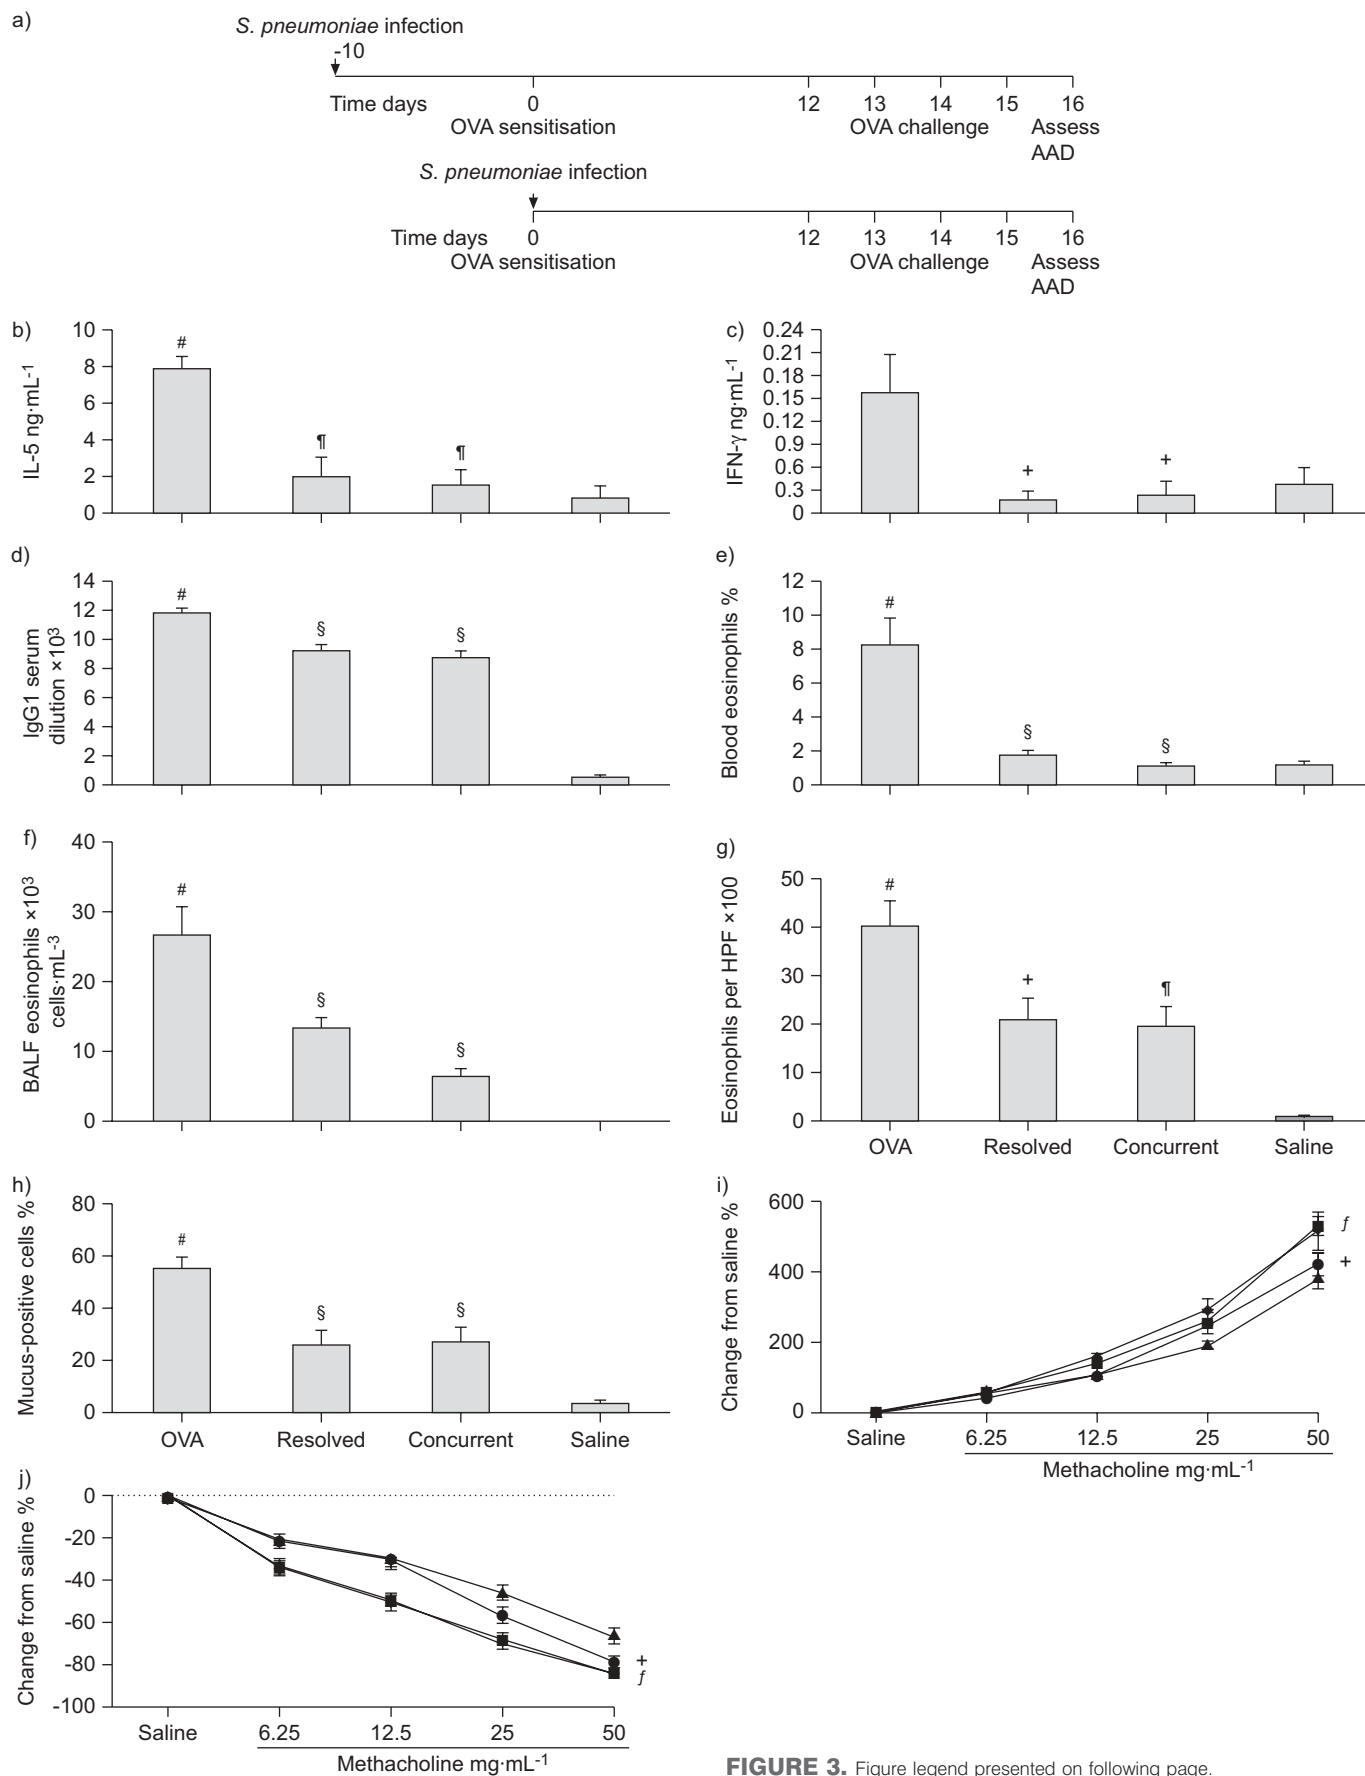 a)
S. pneumoniae infection
-10
Time days 0 12 13 14 15 16
OVA sensitisation OVA challenge Assess
AAD
S. pneumoniae infection
Time days 0 12 13 14 15 16
OVA sensitisation OVA challenge Assess
AAD
b)
IL-5 ng·mL-1
10
8
6
4
2
0
# ¶ ¶
c)
IFN-γ ng·mL-1
0.24
0.21
0.18
0.15
0.12
0.9
0.6
0.3
0
+ +
d)
IgG1 serum
dilution ×10³
14
12
10
8
6
4
2
0
# § §
e)
Blood eosinophils %
12
10
8
6
4
2
0
# § §
f)
BALF eosinophils ×10³
cells·mL-3
40
30
20
10
0
# § §
g)
Eosinophils per HPF ×100
50
40
30
20
10
0
# + ¶
OVA Resolved Concurrent Saline
h)
Mucus-positive cells %
80
60
40
20
0
# § §
OVA Resolved Concurrent Saline
i)
Change from saline %
600
400
200
0
ƒ
+
Saline 6.25 12.5 25 50
Methacholine mg·mL-1
j)
Change from saline %
0
-20
-40
-60
-80
-100
+
ƒ
Saline 6.25 12.5 25 50
Methacholine mg·mL-1
FIGURE 3. Figure legend presented on following page.